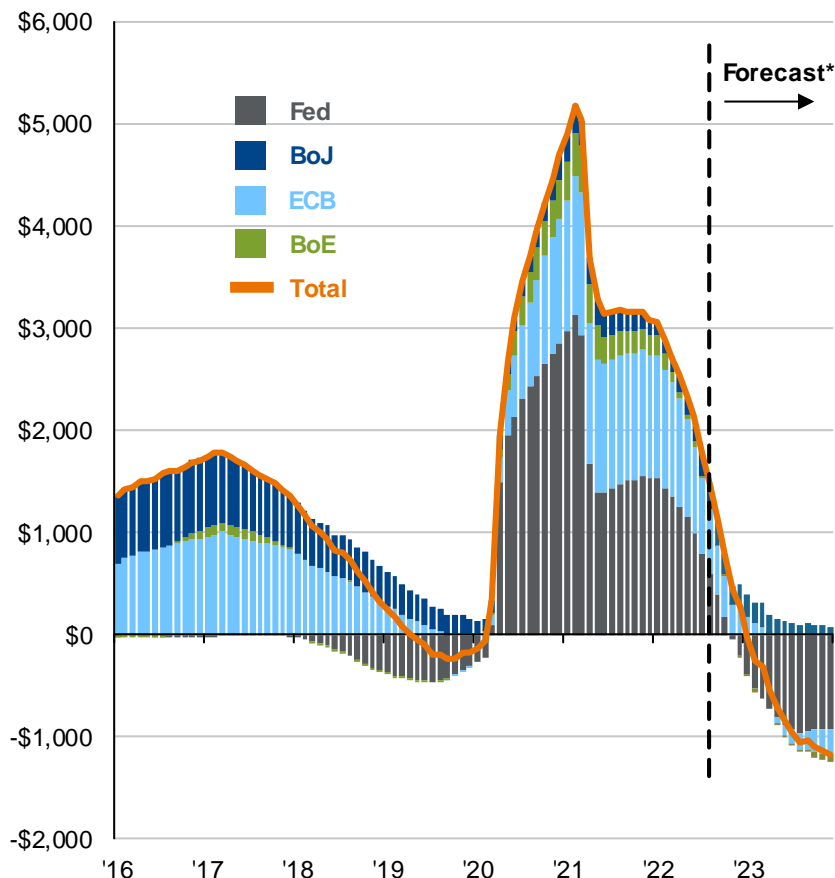 $6,000
Forecast*
Fed
$5,000
BoJ
ECB
$4,000
BoE
Total
$3,000
$2,000
$1,000
$0
-$1,000
-$2,000
'16 '17 '18 '19 '20 '21 '22 '23